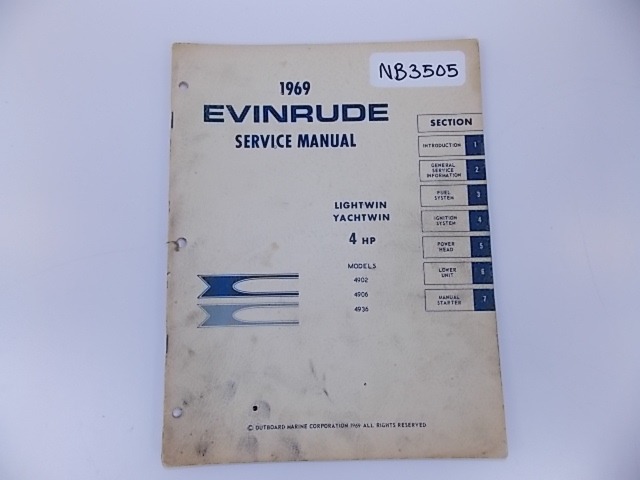 NB3505
1969
EVINRUDE
SERVICE MANUAL
LIGHTWIN
YACHTWIN
4 HP
MODELS
4902
4906
4936
SECTION
INTRODUCTION 1
GENERAL
SERVICE
INFORMATION 2
FUEL
SYSTEM 3
IGNITION
SYSTEM 4
POWER
HEAD 5
LOWER
UNIT 6
MANUAL
STARTER 7
© OUTBOARD MARINE CORPORATION 1969 ALL RIGHTS RESERVED